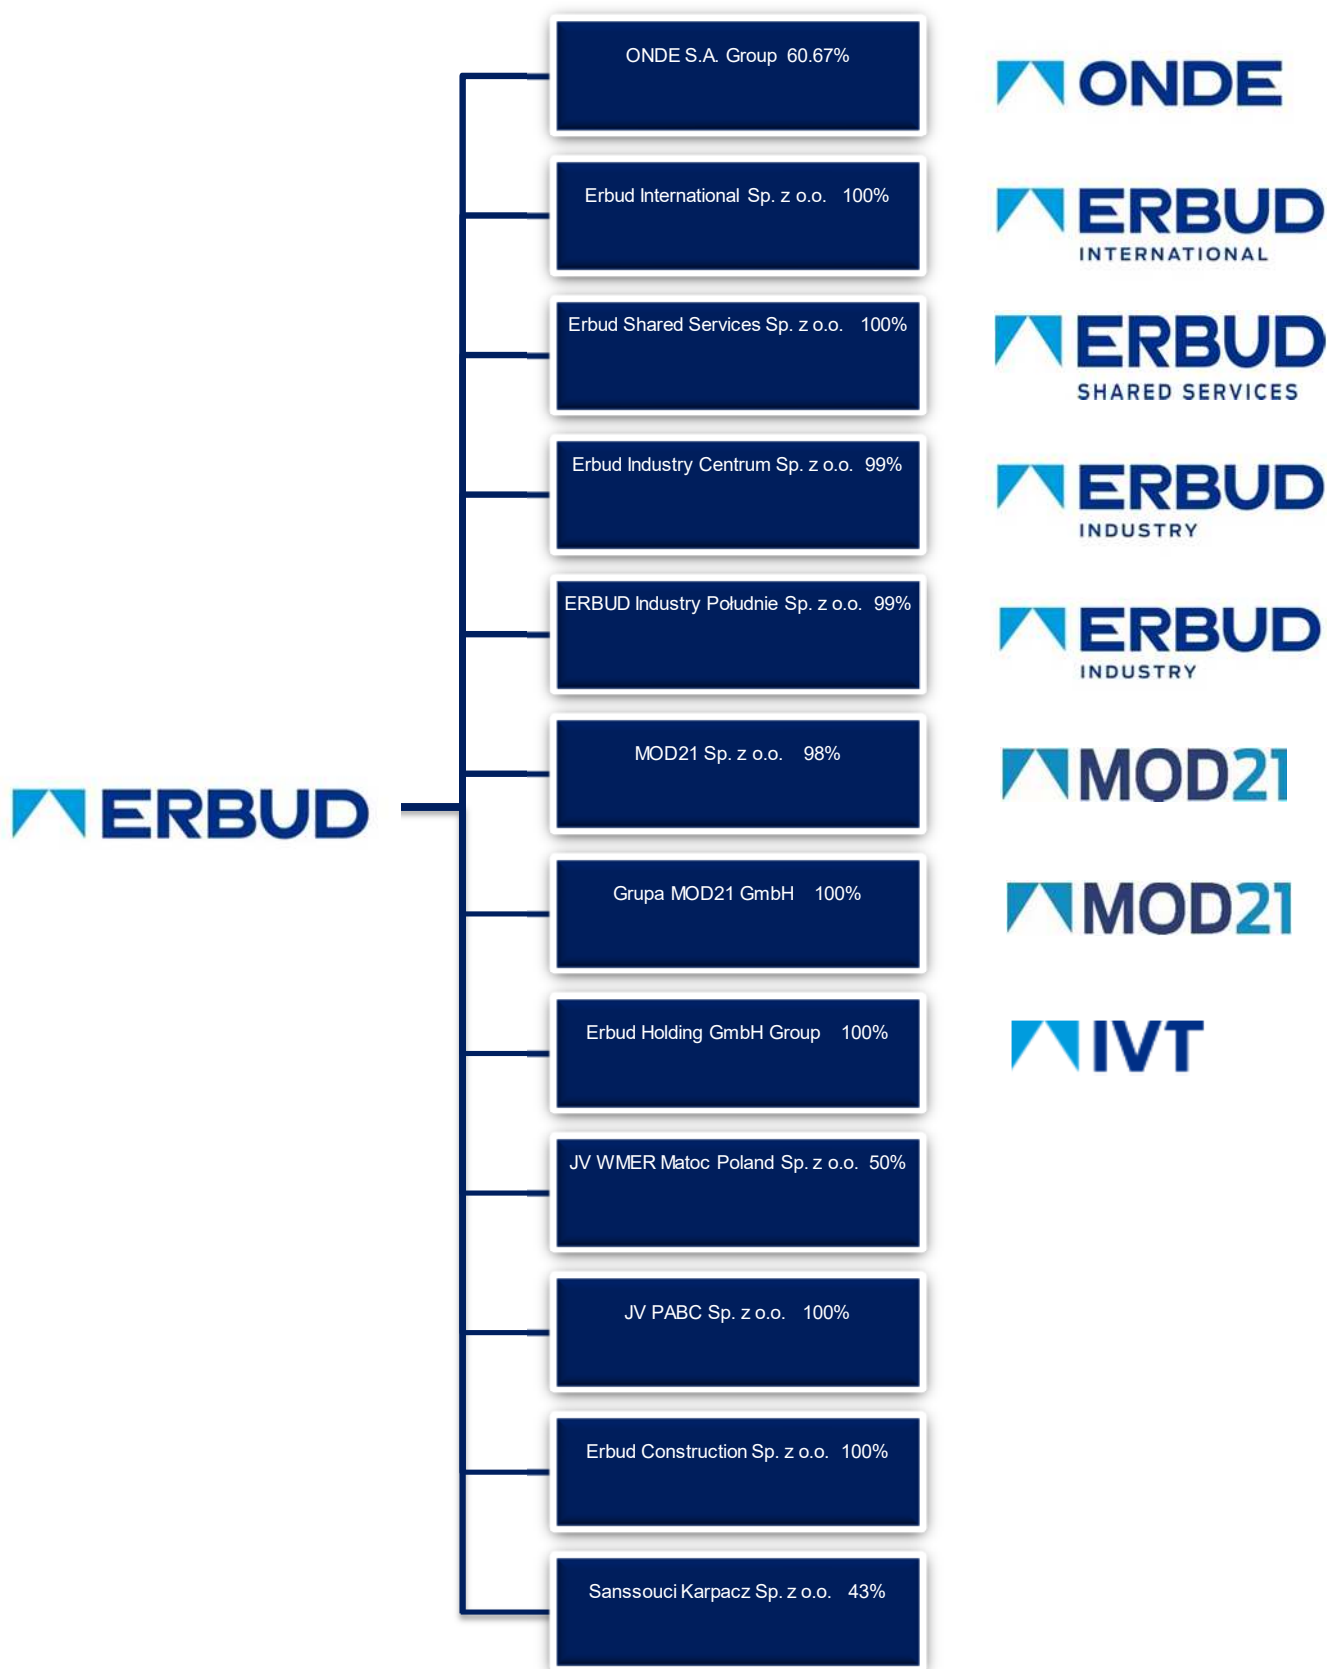 ONDE S.A. Group 60.67%
ONDE
Erbud International Sp. z o.o. 100%
ERBUD
INTERNATIONAL
Erbud Shared Services Sp. z o.o. 100%
ERBUD
SHARED SERVICES
Erbud Industry Centrum Sp. z o.o. 99%
ERBUD
INDUSTRY
ERBUD Industry Południe Sp. z o.o. 99%
ERBUD
INDUSTRY
MOD21 Sp. z o.o. 98%
MOD21
ERBUD
Grupa MOD21 GmbH 100%
MOD21
Erbud Holding GmbH Group 100%
IVT
JV WMER Matoc Poland Sp. z o.o. 50%
JV PABC Sp. z o.o. 100%
Erbud Construction Sp. z o.o. 100%
Sanssouci Karpacz Sp. z o.o. 43%